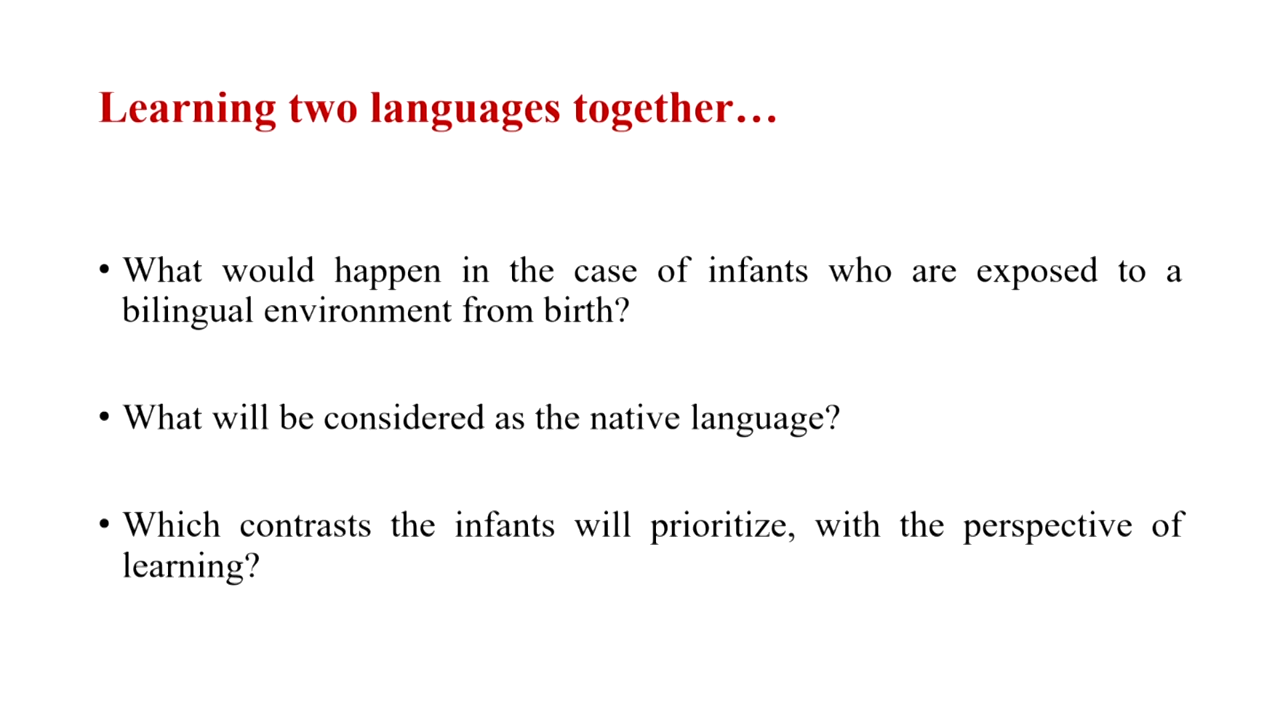 Learning two languages together…
• What would happen in the case of infants who are exposed to a
bilingual environment from birth?
• What will be considered as the native language?
• Which contrasts the infants will prioritize, with the perspective of
learning?